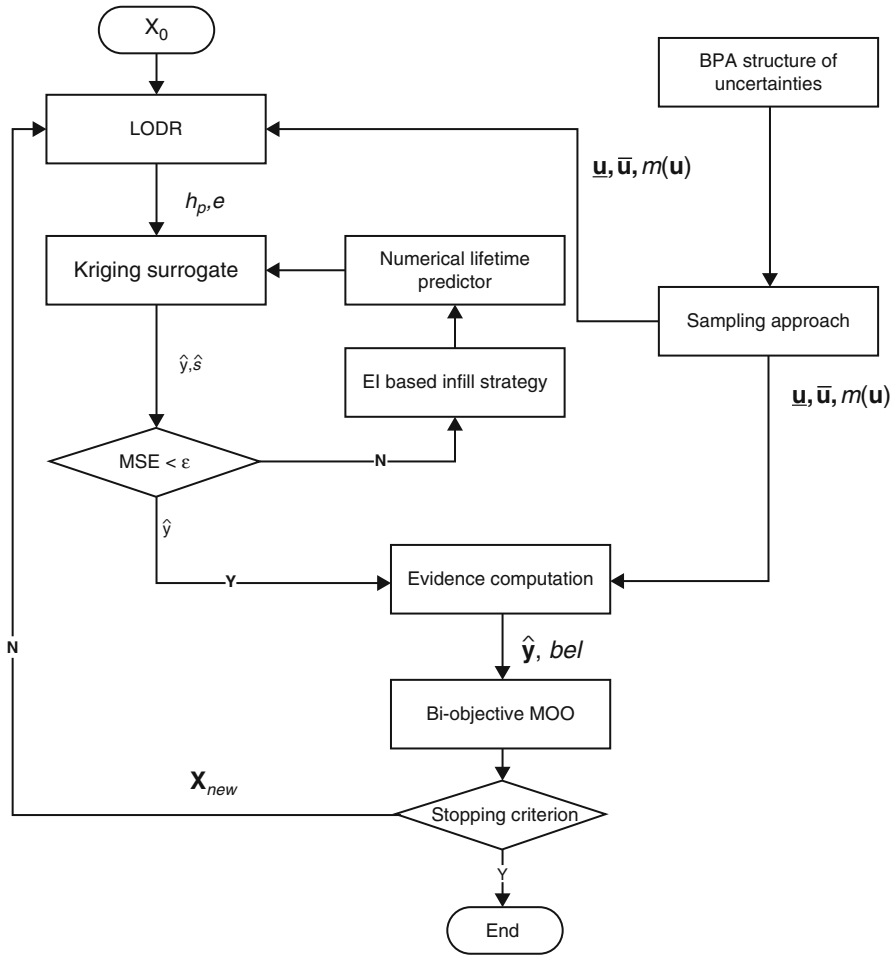 X₀
BPA structure of
uncertainties
LODR
u̲, u̅, m(u)
hₚ,e
Kriging surrogate
Numerical lifetime
predictor
Sampling approach
ŷ,ŝ
EI based infill strategy
u̲, u̅, m(u)
MSE < ε
N
ŷ
Y
Evidence computation
N
ŷ, bel
Bi-objective MOO
X_new
Stopping criterion
Y
End